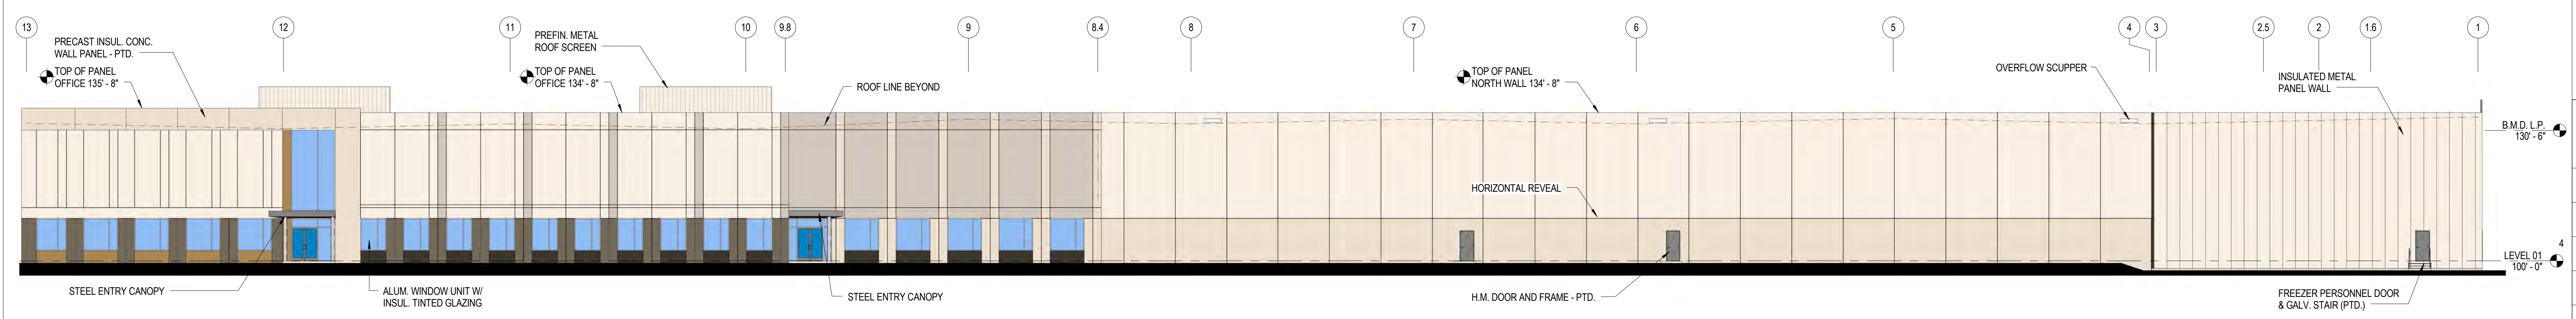 13
12
11
10
9.8
9
8.4
8
7
6
5
4
3
2.5
2
1.6
1
PRECAST INSUL. CONC.
WALL PANEL - PTD.
TOP OF PANEL
OFFICE 135' - 8"
PREFIN. METAL
ROOF SCREEN
TOP OF PANEL
OFFICE 134' - 8"
ROOF LINE BEYOND
TOP OF PANEL
NORTH WALL 134' - 8"
OVERFLOW SCUPPER
INSULATED METAL
PANEL WALL
B.M.D. L.P.
130' - 6"
HORIZONTAL REVEAL
4
LEVEL 01
100' - 0"
STEEL ENTRY CANOPY
ALUM. WINDOW UNIT W/
INSUL. TINTED GLAZING
STEEL ENTRY CANOPY
H.M. DOOR AND FRAME - PTD.
FREEZER PERSONNEL DOOR
& GALV. STAIR (PTD.)